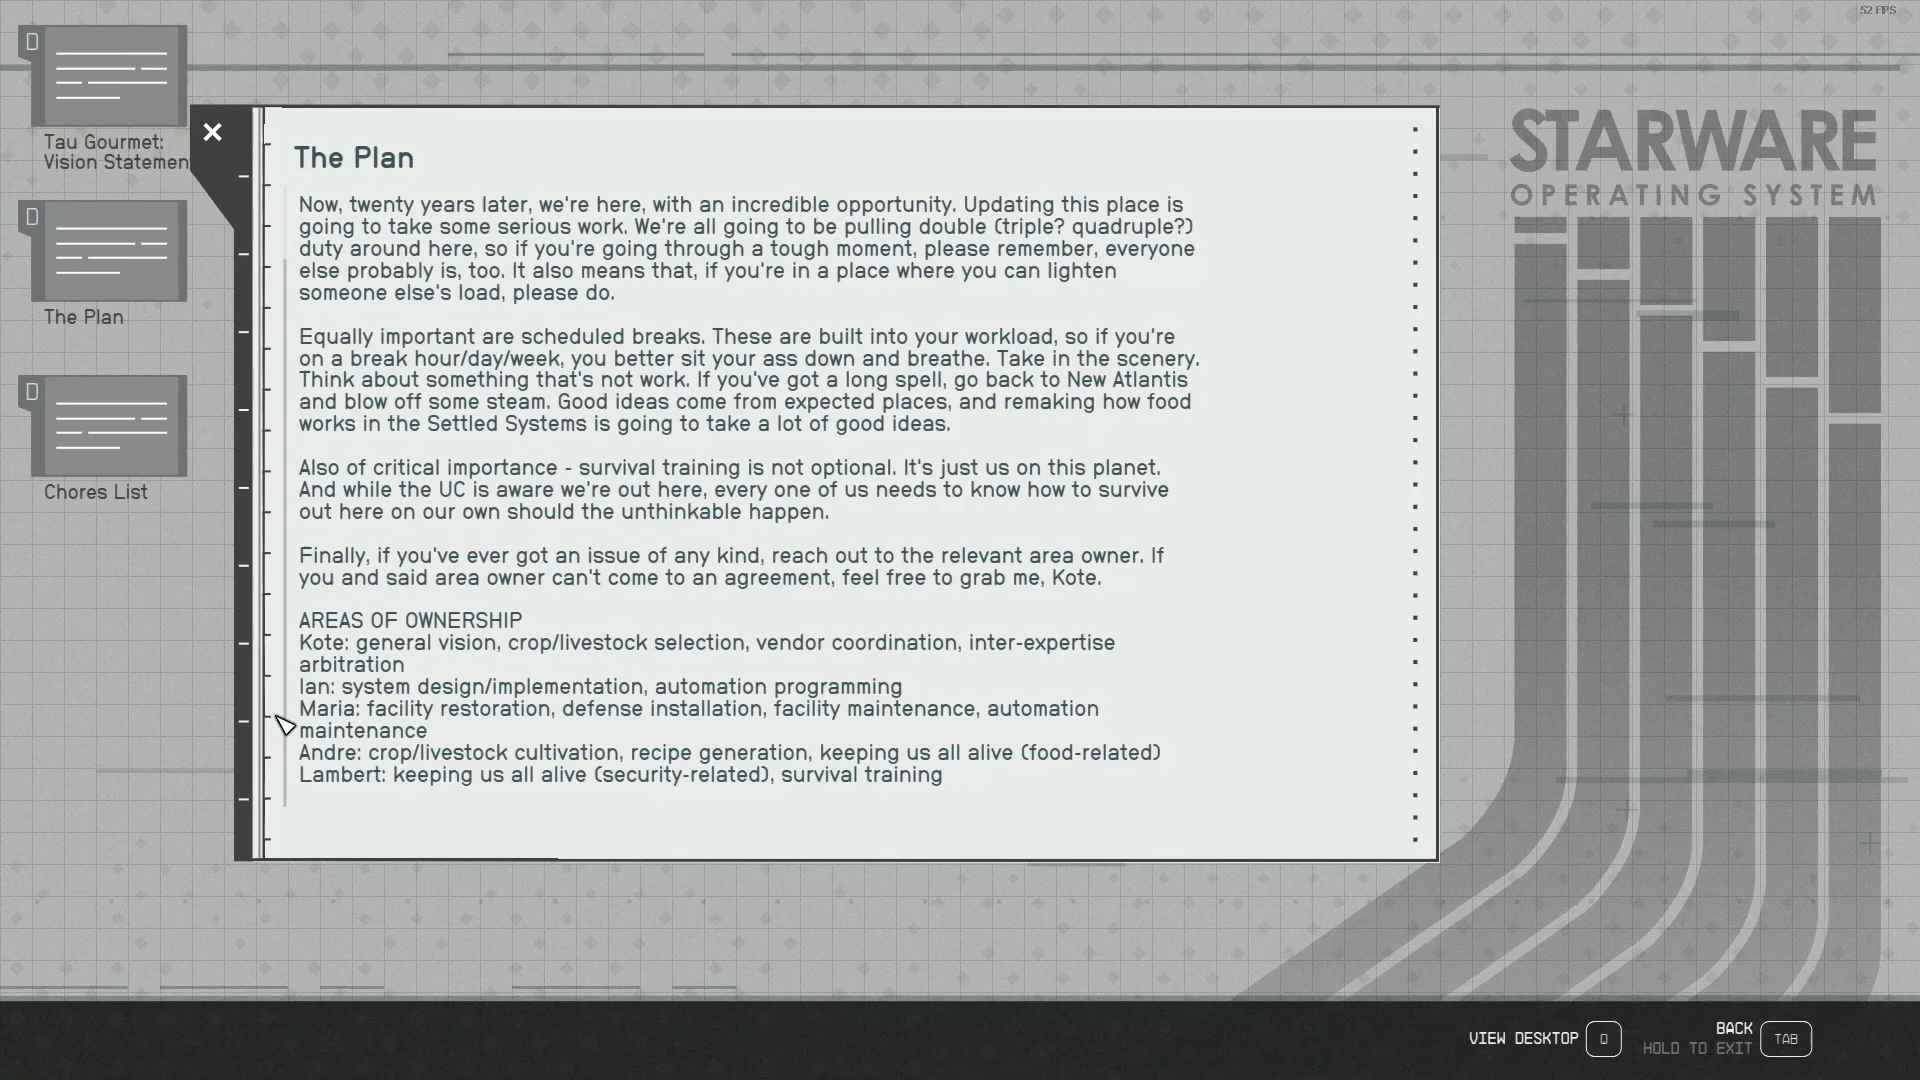 52 FPS
Tau Gourmet:
Vision Statemen
The Plan
Chores List
The Plan
Now, twenty years later, we're here, with an incredible opportunity. Updating this place is
going to take some serious work. We're all going to be pulling double (triple? quadruple?)
duty around here, so if you're going through a tough moment, please remember, everyone
else probably is, too. It also means that, if you're in a place where you can lighten
someone else's load, please do.
Equally important are scheduled breaks. These are built into your workload, so if you're
on a break hour/day/week, you better sit your ass down and breathe. Take in the scenery.
Think about something that's not work. If you've got a long spell, go back to New Atlantis
and blow off some steam. Good ideas come from expected places, and remaking how food
works in the Settled Systems is going to take a lot of good ideas.
Also of critical importance - survival training is not optional. It's just us on this planet.
And while the UC is aware we're out here, every one of us needs to know how to survive
out here on our own should the unthinkable happen.
Finally, if you've ever got an issue of any kind, reach out to the relevant area owner. If
you and said area owner can't come to an agreement, feel free to grab me, Kote.
AREAS OF OWNERSHIP
Kote: general vision, crop/livestock selection, vendor coordination, inter-expertise
arbitration
Ian: system design/implementation, automation programming
Maria: facility restoration, defense installation, facility maintenance, automation
maintenance
Andre: crop/livestock cultivation, recipe generation, keeping us all alive (food-related)
Lambert: keeping us all alive (security-related), survival training
STARWARE
OPERATING SYSTEM
VIEW DESKTOP Q
BACK
HOLD TO EXIT TAB